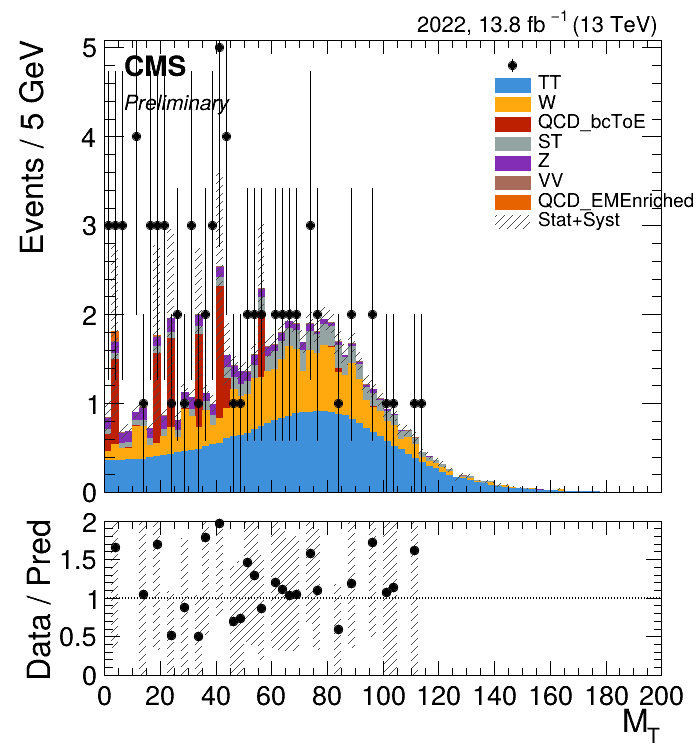 2022, 13.8 fb⁻¹ (13 TeV)
Events / 5 GeV
5
4
3
2
1
0
CMS
Preliminary
TT
W
QCD_bcToE
ST
Z
VV
QCD_EMEnriched
Stat+Syst
Data / Pred
2
1.5
1
0.5
0
0 20 40 60 80 100 120 140 160 180 200
M_T